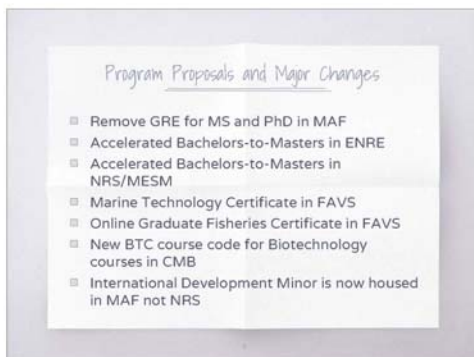 Program Proposals and Major Changes
Remove GRE for MS and PhD in MAF
Accelerated Bachelors-to-Masters in ENRE
Accelerated Bachelors-to-Masters in
NRS/MESM
Marine Technology Certificate in FAVS
Online Graduate Fisheries Certificate in FAVS
New BTC course code for Biotechnology
courses in CMB
International Development Minor is now housed
in MAF not NRS